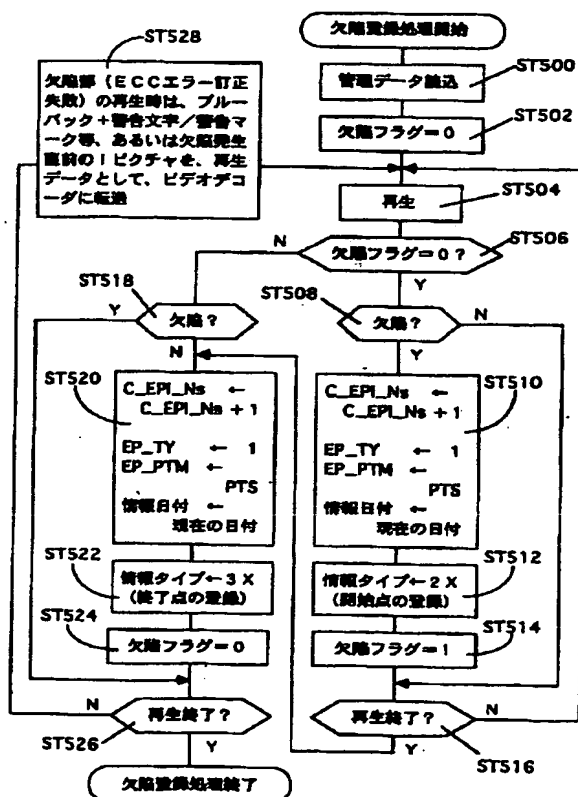 欠陥登録処理開始
ST500
管理データ読込
ST502
欠陥フラグ=0
ST504
再生
ST506
欠陥フラグ=0?
N
Y
ST528
欠陥部(ECCエラー訂正
失敗)の再生時は、ブルー
バック+警告文字/警告マ
ーク等、あるいは欠陥発生
直前のIピクチャを、再生
データとして、ビデオデコ
ーダに転送
ST518
欠陥?
Y
N
ST508
欠陥?
N
Y
ST520
C_EPI_Ns ←
C_EPI_Ns + 1
EP_TY ← 1
EP_PTM ←
PTS
情報日付 ←
現在の日付
ST510
C_EPI_Ns ←
C_EPI_Ns + 1
EP_TY ← 1
EP_PTM ←
PTS
情報日付 ←
現在の日付
ST522
情報タイプ←3X
(終了点の登録)
ST512
情報タイプ←2X
(開始点の登録)
ST524
欠陥フラグ=0
ST514
欠陥フラグ=1
N
再生終了?
ST526
Y
再生終了?
N
ST516
Y
欠陥登録処理終了